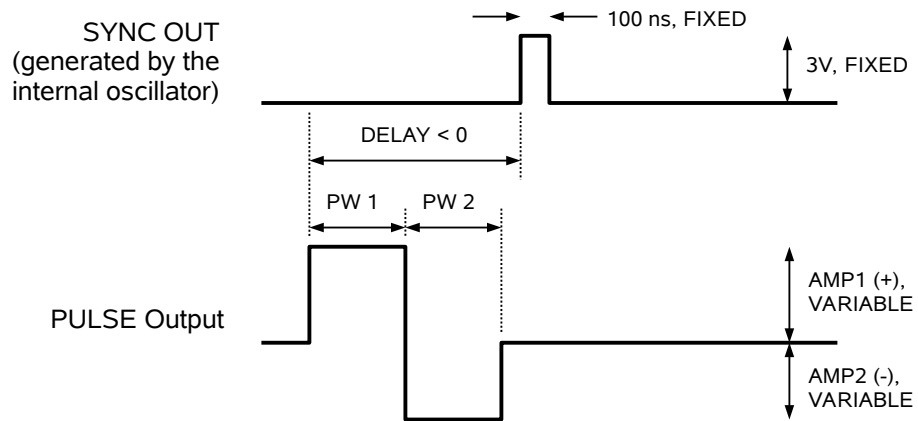 100 ns, FIXED
SYNC OUT
(generated by the
internal oscillator)
3V, FIXED
DELAY < 0
PW 1
PW 2
AMP1 (+),
VARIABLE
PULSE Output
AMP2 (-),
VARIABLE